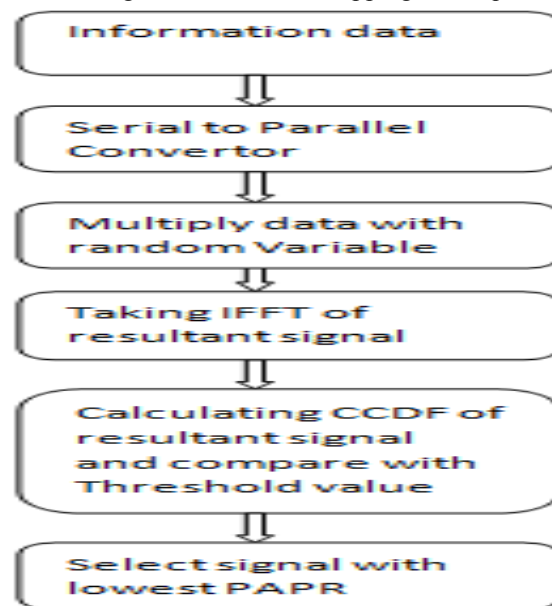 Information data
Serial to Parallel
Convertor
Multiply data with
random Variable
Taking IFFT of
resultant signal
Calculating CCDF of
resultant signal
and compare with
Threshold value
Select signal with
lowest PAPR